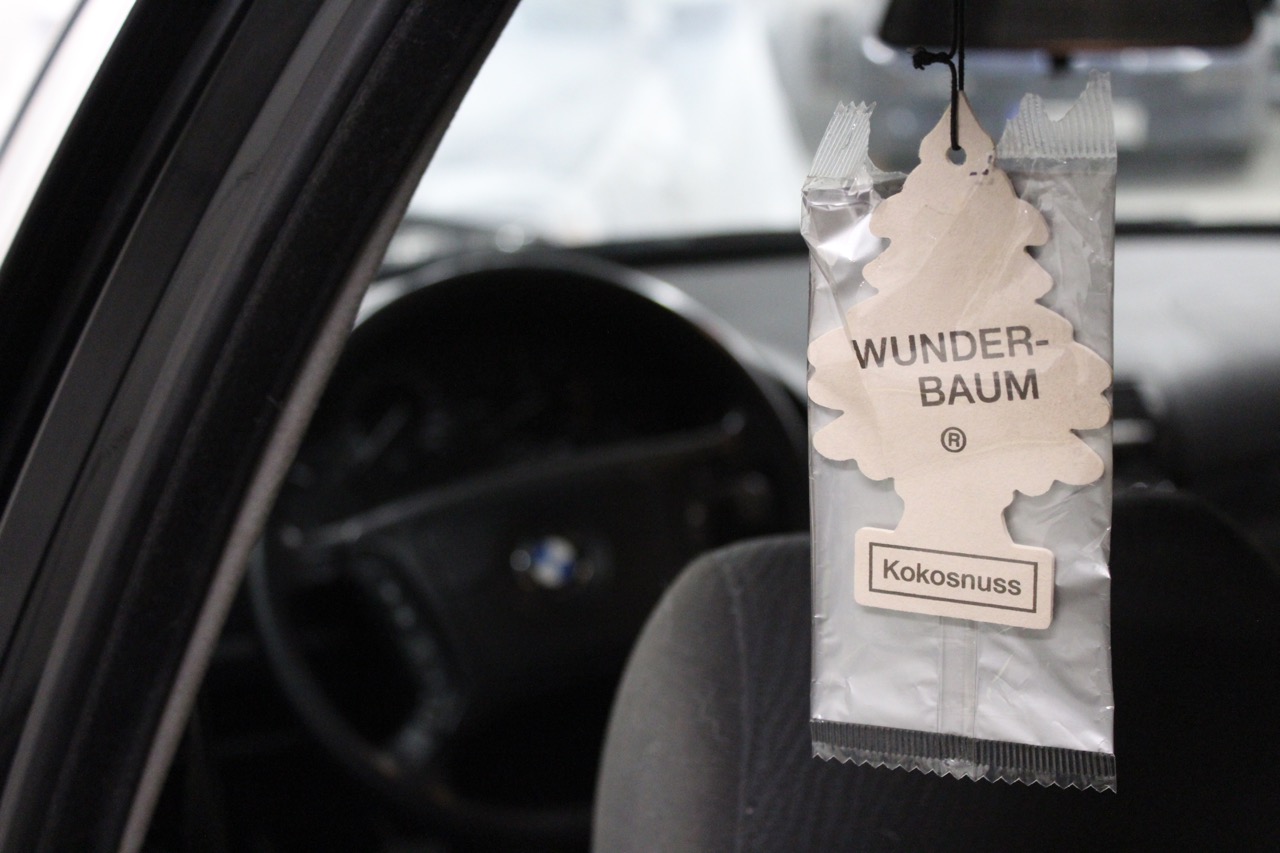 WUNDER-
BAUM
®
Kokosnuss